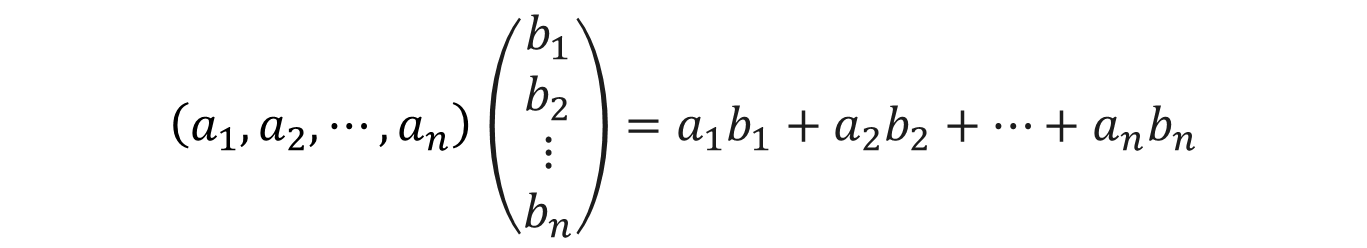 (a₁, a₂, ⋯, aₙ) (b₁ b₂ ⋮ bₙ) = a₁b₁ + a₂b₂ + ⋯ + aₙbₙ